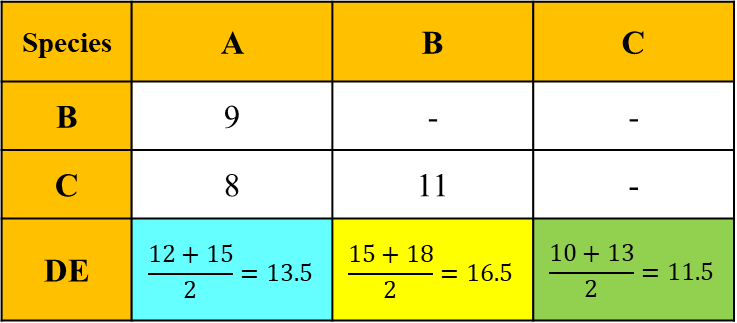 Species A B C
B 9 - -
C 8 11 -
DE (12 + 15)/2 = 13.5 (15 + 18)/2 = 16.5 (10 + 13)/2 = 11.5